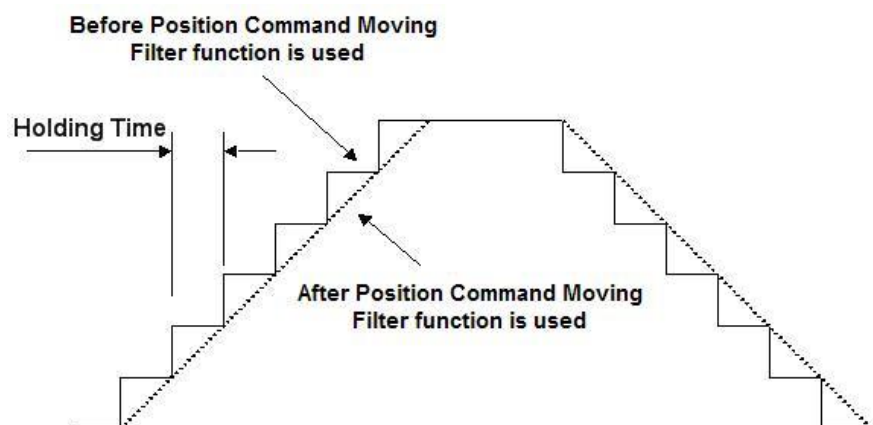 Before Position Command Moving
Filter function is used
Holding Time
After Position Command Moving
Filter function is used